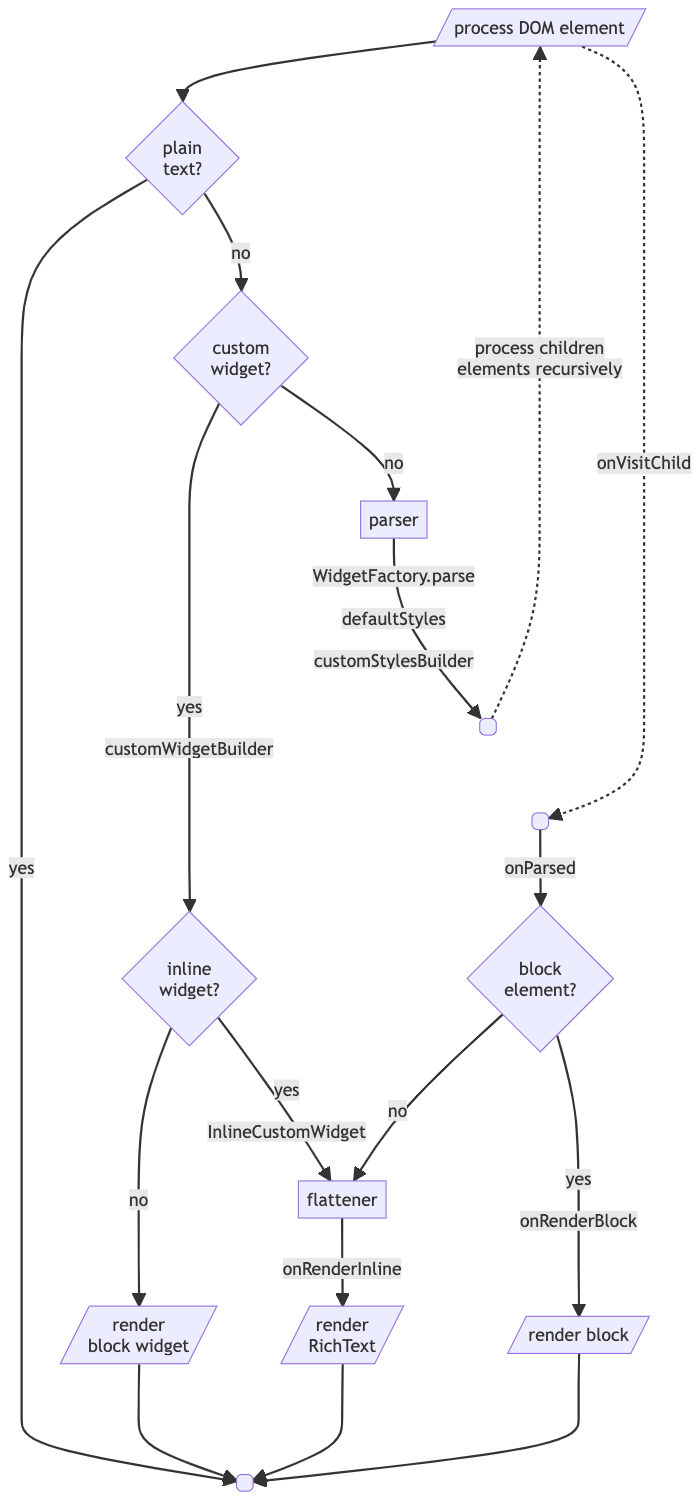 process DOM element
plain
text?
no
custom
widget?
process children
elements recursively
no
onVisitChild
parser
WidgetFactory.parse
defaultStyles
customStylesBuilder
yes
customWidgetBuilder
yes
onParsed
inline
widget?
block
element?
yes
InlineCustomWidget
no
no
flattener
yes
onRenderBlock
onRenderInline
render
block widget
render
RichText
render block